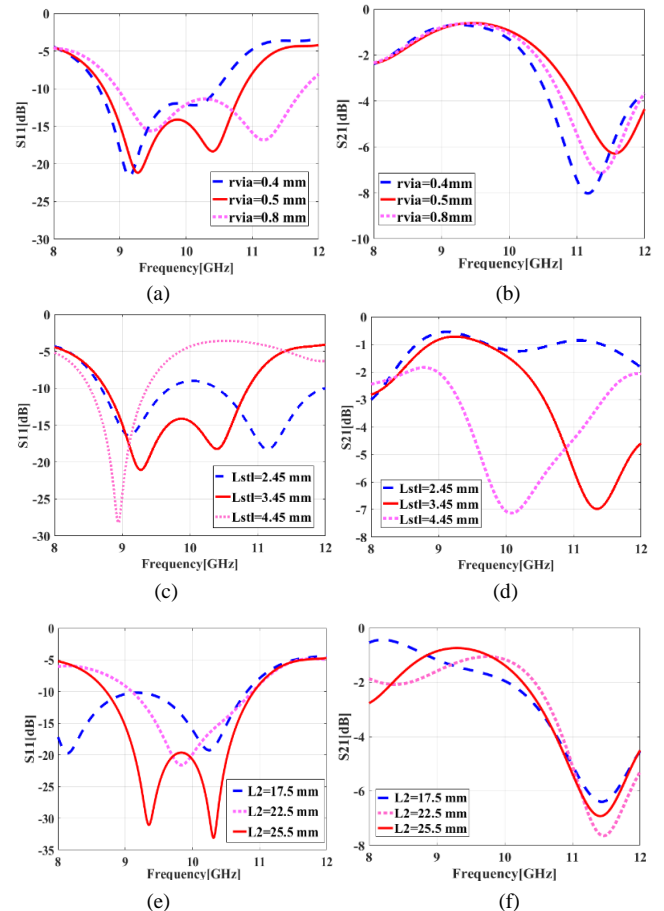 0
-5
-10
-15
-20
-25
-30
S11[dB]
rvia=0.4 mm
rvia=0.5 mm
rvia=0.8 mm
8 9 10 11 12
Frequency[GHz]
(a)
0
-2
-4
-6
-8
-10
S21[dB]
rvia=0.4mm
rvia=0.5mm
rvia=0.8mm
8 9 10 11 12
Frequency[GHz]
(b)
0
-5
-10
-15
-20
-25
-30
S11[dB]
Lstl=2.45 mm
Lstl=3.45 mm
Lstl=4.45 mm
8 9 10 11 12
Frequency[GHz]
(c)
0
-1
-2
-3
-4
-5
-6
-7
-8
S21[dB]
Lstl=2.45 mm
Lstl=3.45 mm
Lstl=4.45 mm
8 9 10 11 12
Frequency[GHz]
(d)
0
-5
-10
-15
-20
-25
-30
-35
S11[dB]
L2=17.5 mm
L2=22.5 mm
L2=25.5 mm
8 9 10 11 12
Frequency[GHz]
(e)
0
-2
-4
-6
-8
S21[dB]
L2=17.5 mm
L2=22.5 mm
L2=25.5 mm
8 9 10 11 12
Frequency[GHz]
(f)